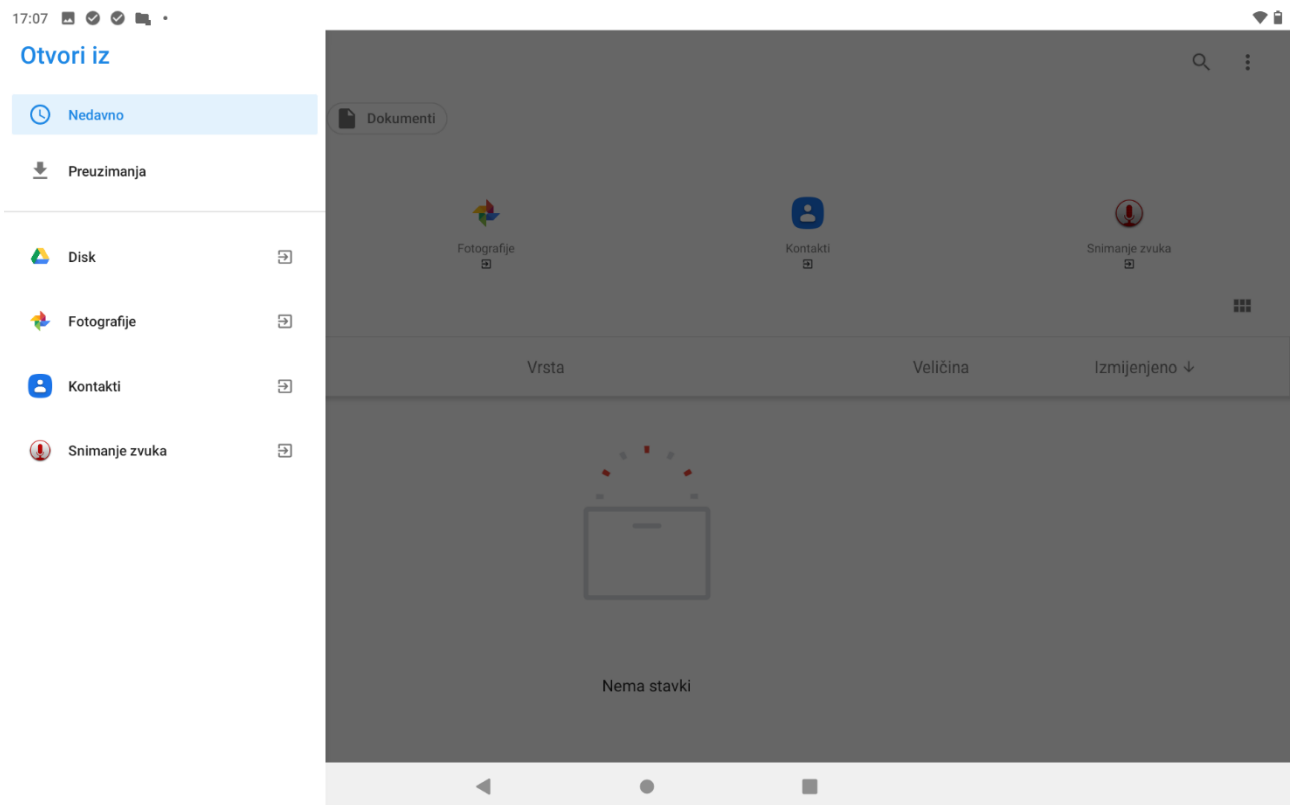 17:07
Otvori iz
Nedavno
Preuzimanja
Disk
Fotografije
Kontakti
Snimanje zvuka
Dokumenti
Fotografije
Kontakti
Snimanje zvuka
Vrsta
Veličina
Izmijenjeno
Nema stavki